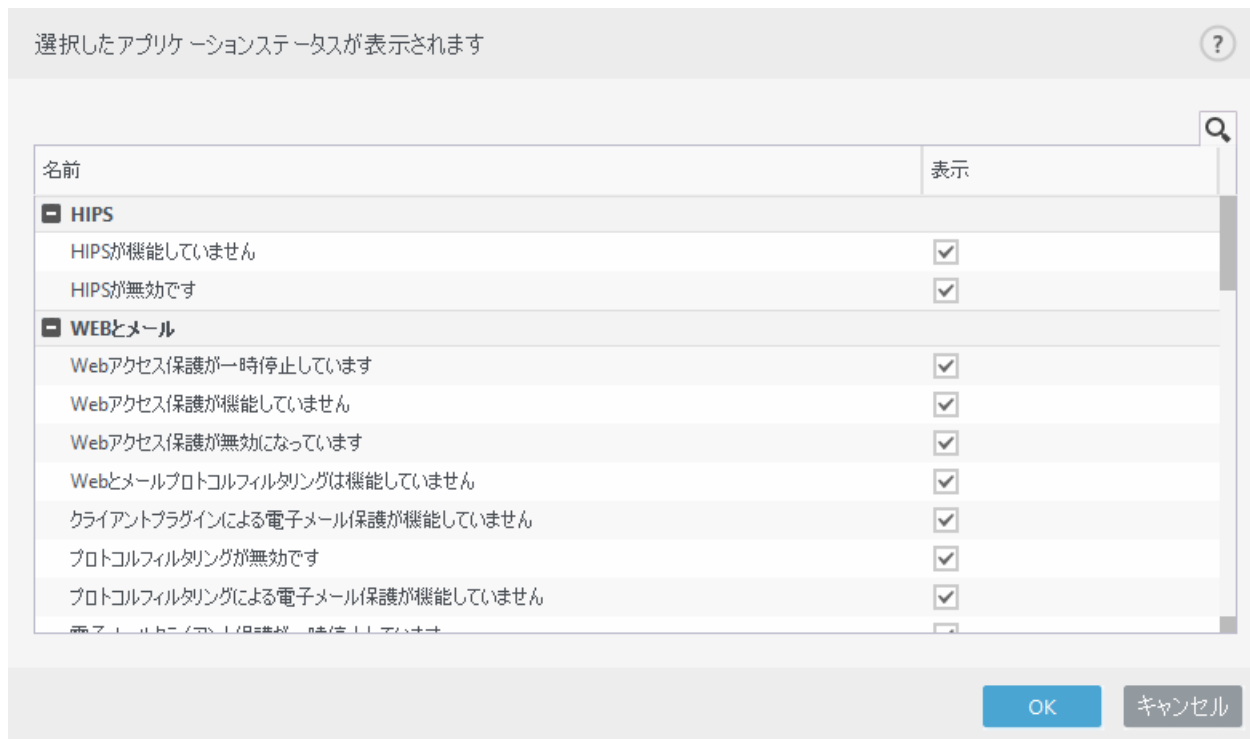 選択したアプリケーションステータスが表示されます
?
名前 表示
HIPS
HIPSが機能していません
HIPSが無効です
WEBとメール
Webアクセス保護が一時停止しています
Webアクセス保護が機能していません
Webアクセス保護が無効になっています
Webとメールプロトコルフィルタリングは機能していません
クライアントプラグインによる電子メール保護が機能していません
プロトコルフィルタリングが無効です
プロトコルフィルタリングによる電子メール保護が機能していません
OK キャンセル